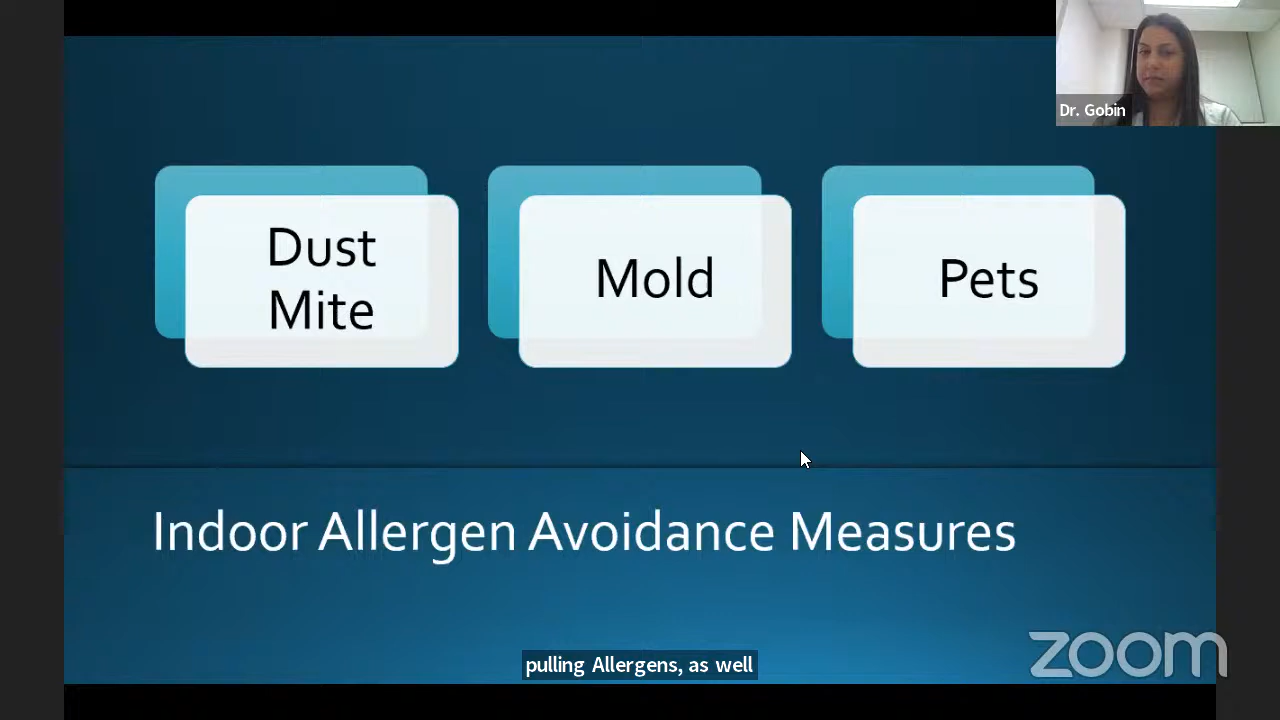 Dr. Gobin
Dust
Mite
Mold
Pets
Indoor Allergen Avoidance Measures
pulling Allergens, as well
zoom